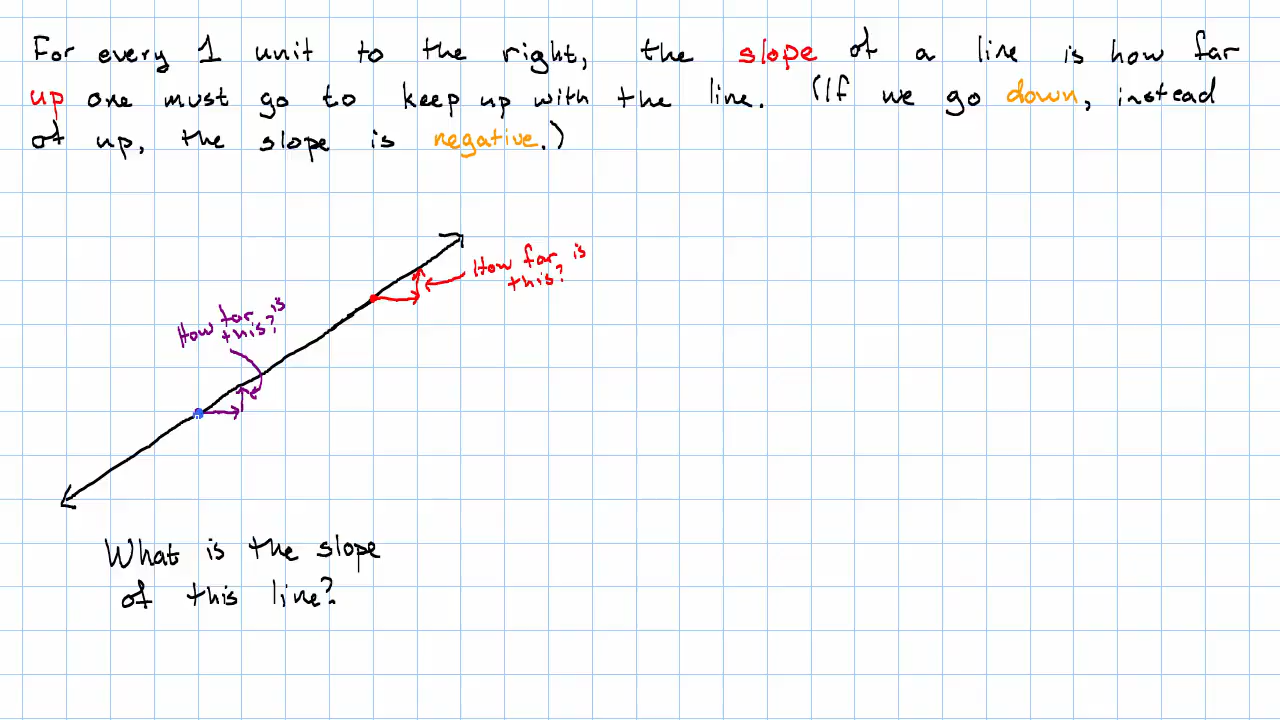 For every 1 unit to the right, the slope of a line is how far
up one must go to keep up with the line. (If we go down, instead
of up, the slope is negative.)
How far is
this?
How far is
this?
What is the slope
of this line?